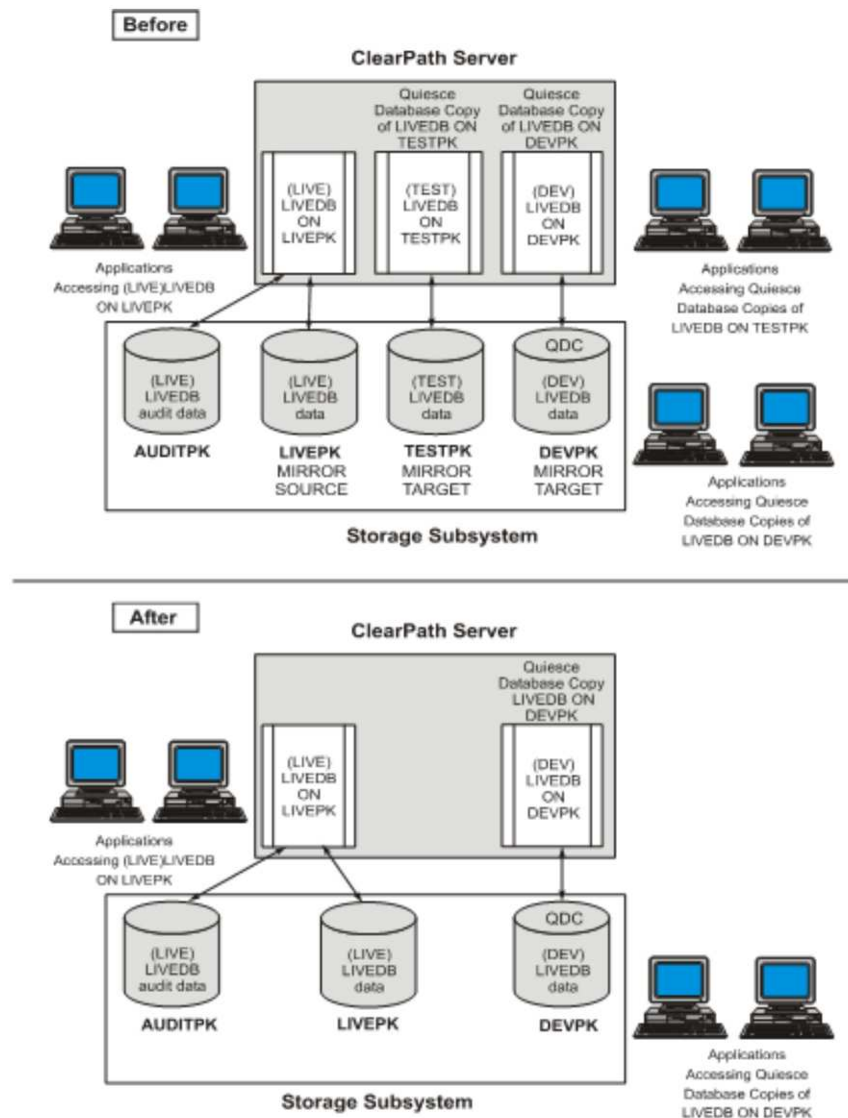 Before
ClearPath Server
Quiesce
Database Copy
of LIVEDB ON
TESTPK
Quiesce
Database Copy
of LIVEDB ON
DEVPK
(LIVE)
LIVEDB
ON
LIVEPK
(TEST)
LIVEDB
ON
TESTPK
(DEV)
LIVEDB
ON
DEVPK
Applications
Accessing (LIVE)LIVEDB
ON LIVEPK
Applications
Accessing Quiesce
Database Copies of
LIVEDB ON TESTPK
(LIVE)
LIVEDB
audit data
AUDITPK
(LIVE)
LIVEDB
data
LIVEPK
MIRROR
SOURCE
(TEST)
LIVEDB
data
TESTPK
MIRROR
TARGET
QDC
(DEV)
LIVEDB
data
DEVPK
MIRROR
TARGET
Applications
Accessing Quiesce
Database Copies of
LIVEDB ON DEVPK
Storage Subsystem
After
ClearPath Server
Quiesce
Database Copy
LIVEDB ON
DEVPK
(LIVE)
LIVEDB
ON
LIVEPK
(DEV)
LIVEDB
ON
DEVPK
Applications
Accessing (LIVE)LIVEDB
ON LIVEPK
(LIVE)
LIVEDB
audit data
AUDITPK
(LIVE)
LIVEDB
data
LIVEPK
QDC
(DEV)
LIVEDB
data
DEVPK
Applications
Accessing Quiesce
Database Copies of
LIVEDB ON DEVPK
Storage Subsystem